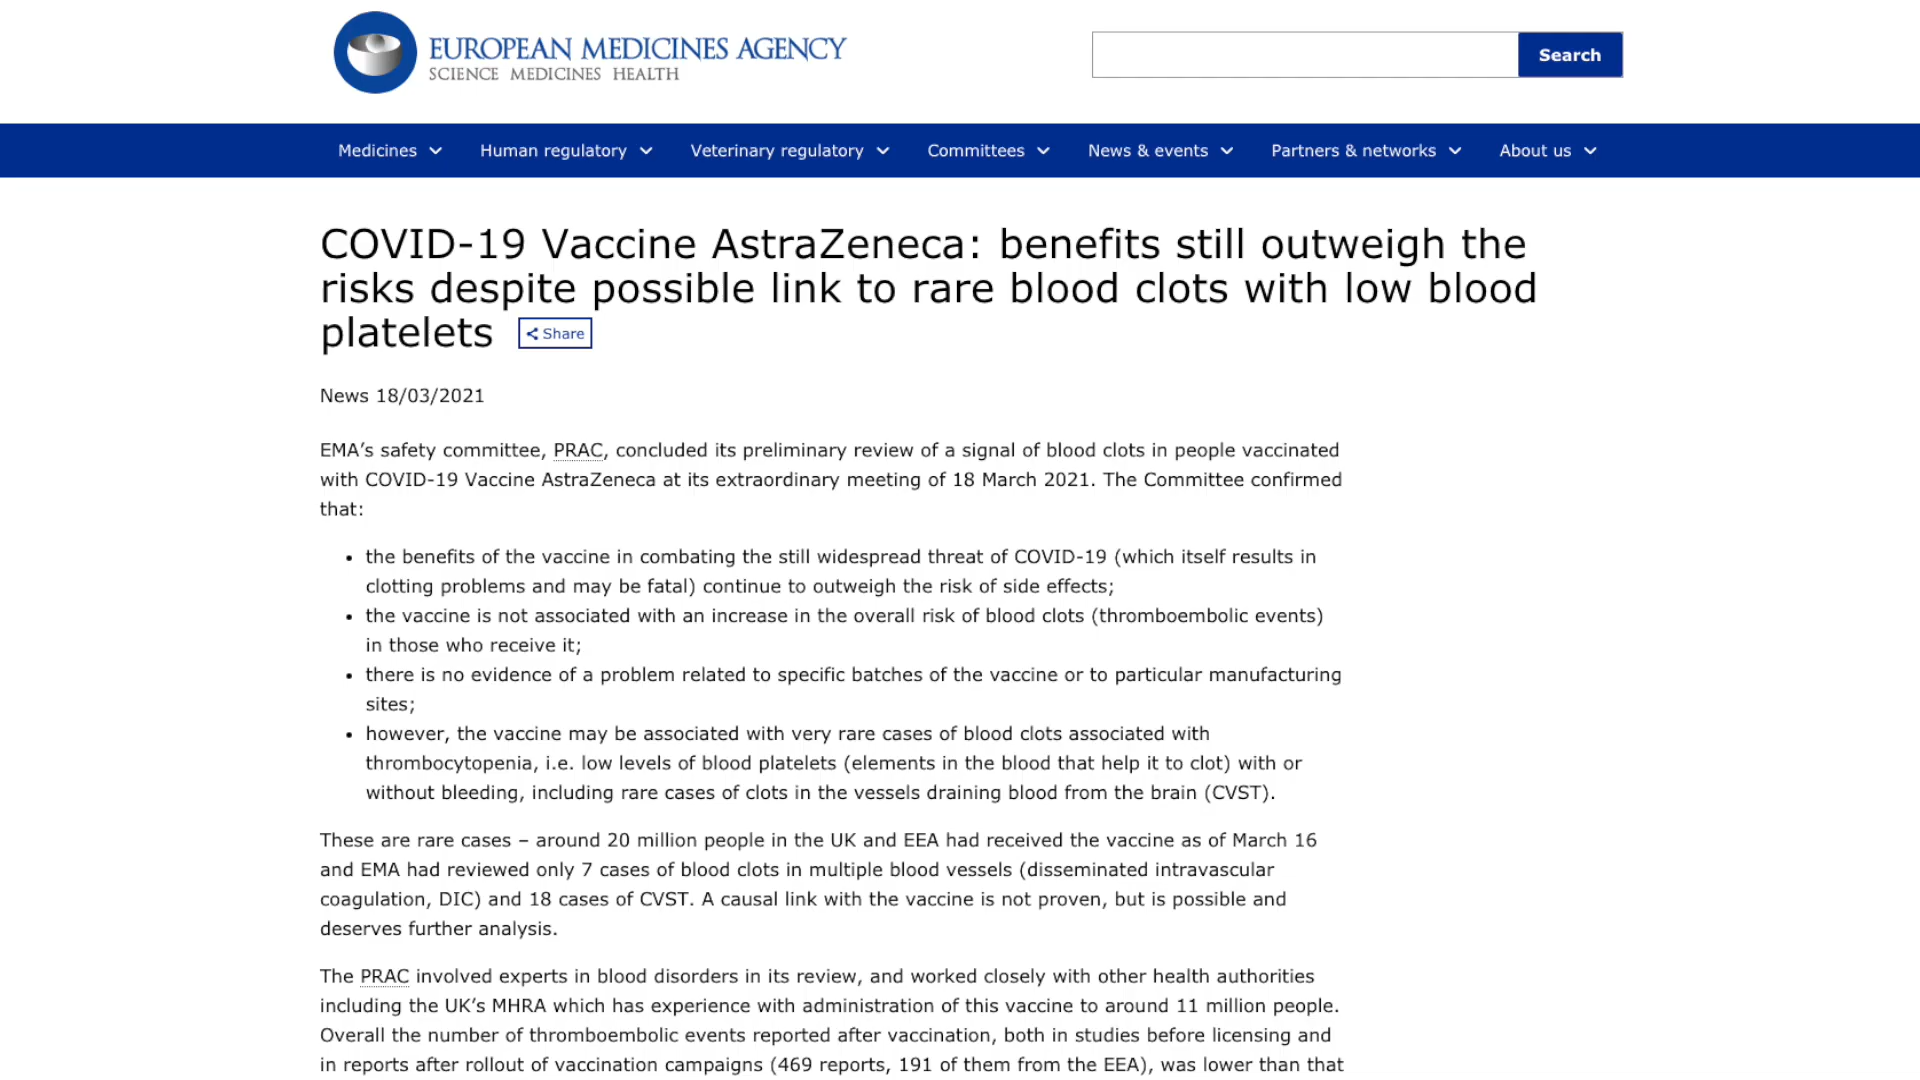 EUROPEAN MEDICINES AGENCY
SCIENCE MEDICINES HEALTH
Search
Medicines
Human regulatory
Veterinary regulatory
Committees
News & events
Partners & networks
About us
COVID-19 Vaccine AstraZeneca: benefits still outweigh the
risks despite possible link to rare blood clots with low blood
platelets
Share
News 18/03/2021
EMA’s safety committee, PRAC, concluded its preliminary review of a signal of blood clots in people vaccinated
with COVID-19 Vaccine AstraZeneca at its extraordinary meeting of 18 March 2021. The Committee confirmed
that:
• the benefits of the vaccine in combating the still widespread threat of COVID-19 (which itself results in
clotting problems and may be fatal) continue to outweigh the risk of side effects;
• the vaccine is not associated with an increase in the overall risk of blood clots (thromboembolic events)
in those who receive it;
• there is no evidence of a problem related to specific batches of the vaccine or to particular manufacturing
sites;
• however, the vaccine may be associated with very rare cases of blood clots associated with
thrombocytopenia, i.e. low levels of blood platelets (elements in the blood that help it to clot) with or
without bleeding, including rare cases of clots in the vessels draining blood from the brain (CVST).
These are rare cases – around 20 million people in the UK and EEA had received the vaccine as of March 16
and EMA had reviewed only 7 cases of blood clots in multiple blood vessels (disseminated intravascular
coagulation, DIC) and 18 cases of CVST. A causal link with the vaccine is not proven, but is possible and
deserves further analysis.
The PRAC involved experts in blood disorders in its review, and worked closely with other health authorities
including the UK’s MHRA which has experience with administration of this vaccine to around 11 million people.
Overall the number of thromboembolic events reported after vaccination, both in studies before licensing and
in reports after rollout of vaccination campaigns (469 reports, 191 of them from the EEA), was lower than that